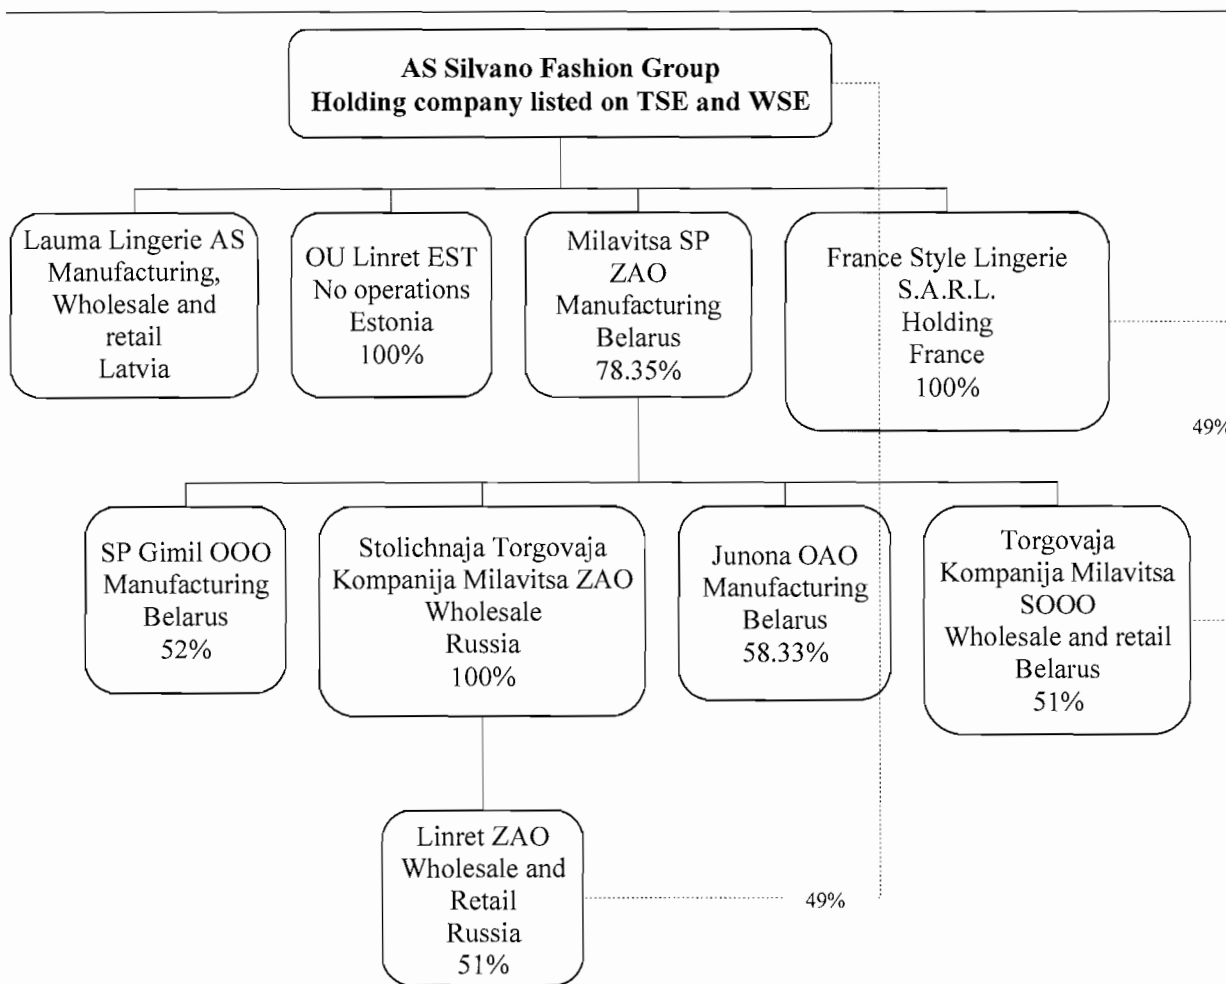 AS Silvano Fashion Group
Holding company listed on TSE and WSE
Lauma Lingerie AS
Manufacturing,
Wholesale and
retail
Latvia
OU Linret EST
No operations
Estonia
100%
Milavitsa SP
ZAO
Manufacturing
Belarus
78.35%
France Style Lingerie
S.A.R.L.
Holding
France
100%
49%
SP Gimil OOO
Manufacturing
Belarus
52%
Stolichnaja Torgovaja
Kompanija Milavitsa ZAO
Wholesale
Russia
100%
Junona OAO
Manufacturing
Belarus
58.33%
Torgovaja
Kompanija Milavitsa
SOOO
Wholesale and retail
Belarus
51%
Linret ZAO
Wholesale and
Retail
Russia
51%
49%